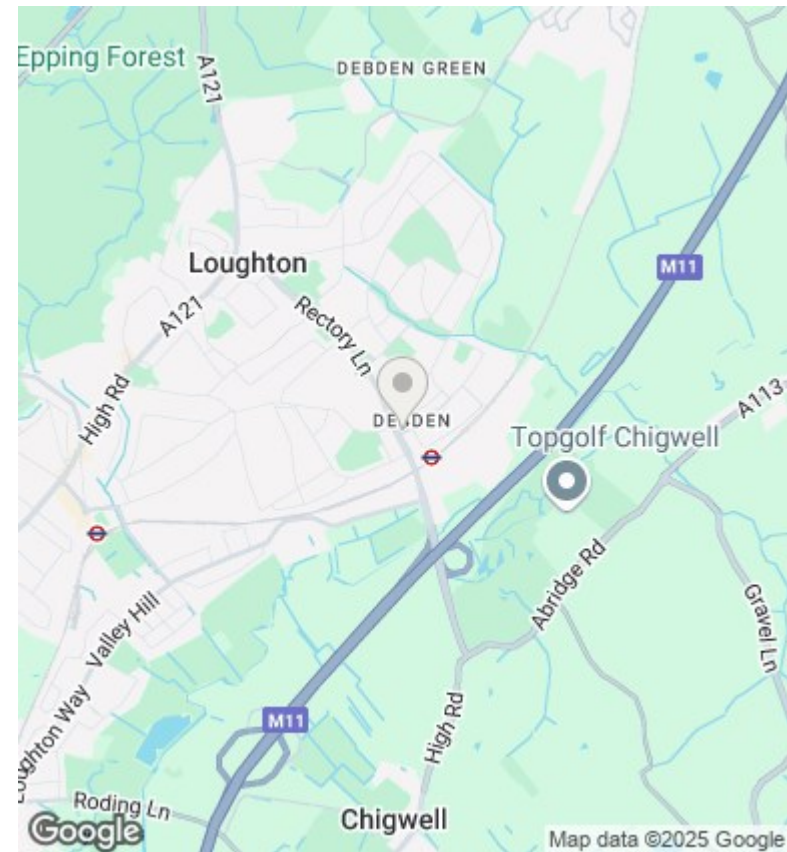 Epping Forest
A121
DEBDEN GREEN
Loughton
M11
A121
Rectory Ln
High Rd
DEBDEN
A113
Topgolf Chigwell
Abridge Rd
Gravel Ln
Valley Hill
Loughton Way
M11
High Rd
Roding Ln
Chigwell
Google
Map data ©2025 Google